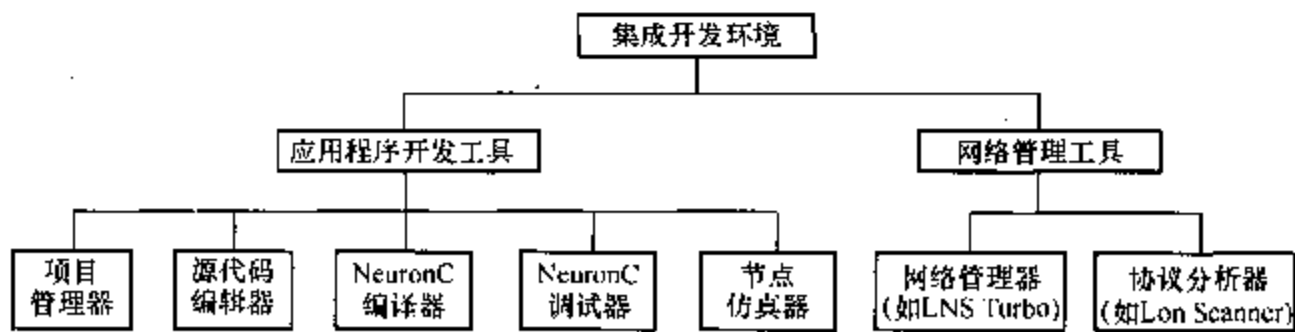 集成开发环境
应用程序开发工具
网络管理工具
项目
管理器
源代码
编辑器
NeuronC
编译器
NeuronC
调试器
节点
仿真器
网络管理器
(如LNS Turbo)
协议分析器
(如Lon Scanner)